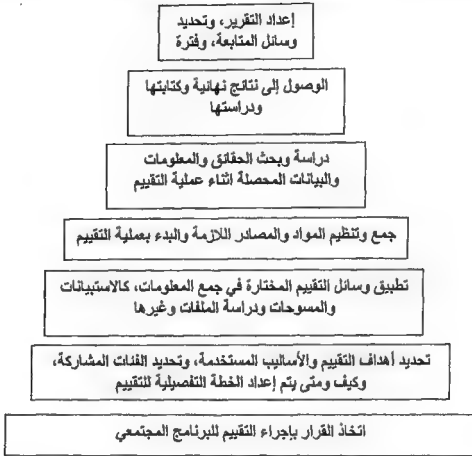 إعداد التقرير، وتحديد
وسائل المتابعة، وفترة
الوصول إلى نتائج نهائية وكتابتها
ودراستها
دراسة وبحث الحقائق والمعلومات
والبيانات المحصلة اثناء عملية التقييم
جمع وتنظيم المواد والمصادر اللازمة والبدء بعملية التقييم
تطبيق وسائل التقييم المختارة في جمع المعلومات، كالاستبيانات
والمسوحات ودراسة الملفات وغيرها
تحديد أهداف التقييم والأساليب المستخدمة، وتحديد الفئات المشاركة،
وكيف ومتى يتم إعداد الخطة التفصيلية للتقييم
اتخاذ القرار بإجراء التقييم للبرنامج المجتمعي